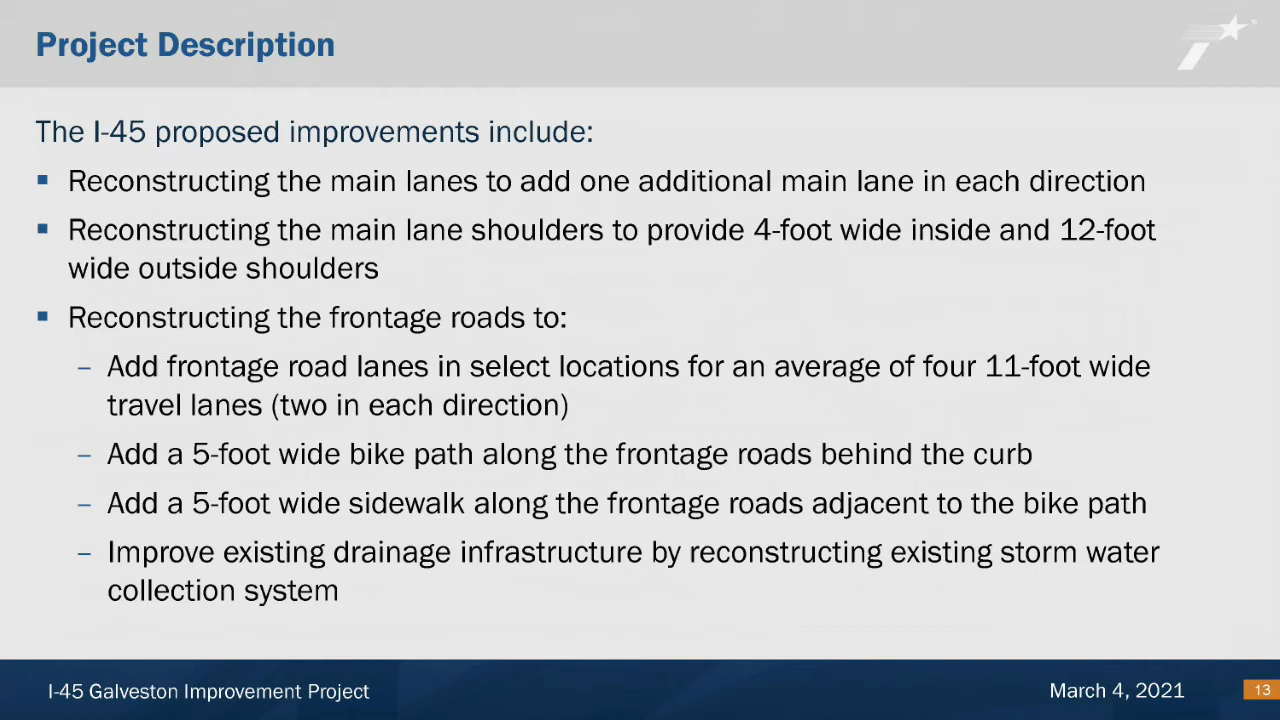 Project Description
The I-45 proposed improvements include:
▪ Reconstructing the main lanes to add one additional main lane in each direction
▪ Reconstructing the main lane shoulders to provide 4-foot wide inside and 12-foot
wide outside shoulders
▪ Reconstructing the frontage roads to:
– Add frontage road lanes in select locations for an average of four 11-foot wide
travel lanes (two in each direction)
– Add a 5-foot wide bike path along the frontage roads behind the curb
– Add a 5-foot wide sidewalk along the frontage roads adjacent to the bike path
– Improve existing drainage infrastructure by reconstructing existing storm water
collection system
I-45 Galveston Improvement Project
March 4, 2021
13